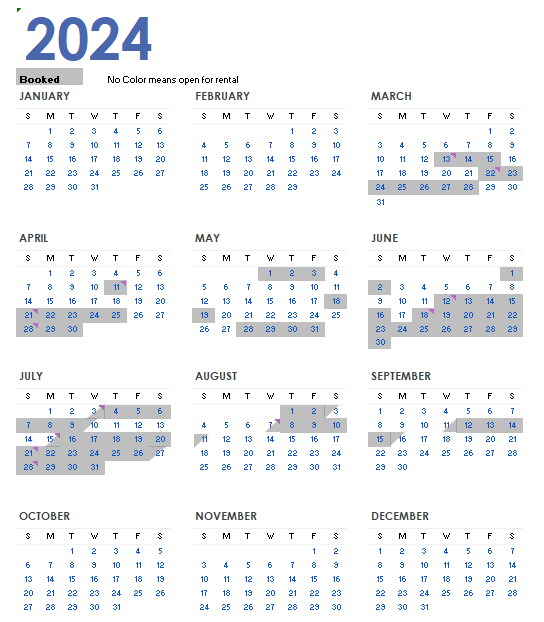 2024
Booked No Color means open for rental
JANUARY FEBRUARY MARCH
S M T W T F S S M T W T F S S M T W T F S
1 2 3 4 5 6 1 2 3 1 2
7 8 9 10 11 12 13 4 5 6 7 8 9 10 3 4 5 6 7 8 9
14 15 16 17 18 19 20 11 12 13 14 15 16 17 10 11 12 13 14 15 16
21 22 23 24 25 26 27 18 19 20 21 22 23 24 17 18 19 20 21 22 23
28 29 30 31 25 26 27 28 29 24 25 26 27 28 29 30
31
APRIL MAY JUNE
S M T W T F S S M T W T F S S M T W T F S
1 2 3 4 5 6 1 2 3 4 1
7 8 9 10 11 12 13 5 6 7 8 9 10 11 2 3 4 5 6 7 8
14 15 16 17 18 19 20 12 13 14 15 16 17 18 9 10 11 12 13 14 15
21 22 23 24 25 26 27 19 20 21 22 23 24 25 16 17 18 19 20 21 22
28 29 30 26 27 28 29 30 31 23 24 25 26 27 28 29
30
JULY AUGUST SEPTEMBER
S M T W T F S S M T W T F S S M T W T F S
1 2 3 4 5 6 1 2 3 1 2 3 4 5 6 7
7 8 9 10 11 12 13 4 5 6 7 8 9 10 8 9 10 11 12 13 14
14 15 16 17 18 19 20 11 12 13 14 15 16 17 15 16 17 18 19 20 21
21 22 23 24 25 26 27 18 19 20 21 22 23 24 22 23 24 25 26 27 28
28 29 30 31 25 26 27 28 29 30 31 29 30
OCTOBER NOVEMBER DECEMBER
S M T W T F S S M T W T F S S M T W T F S
1 2 3 4 5 1 2 1 2 3 4 5 6 7
6 7 8 9 10 11 12 3 4 5 6 7 8 9 8 9 10 11 12 13 14
13 14 15 16 17 18 19 10 11 12 13 14 15 16 15 16 17 18 19 20 21
20 21 22 23 24 25 26 17 18 19 20 21 22 23 22 23 24 25 26 27 28
27 28 29 30 31 24 25 26 27 28 29 30 29 30 31